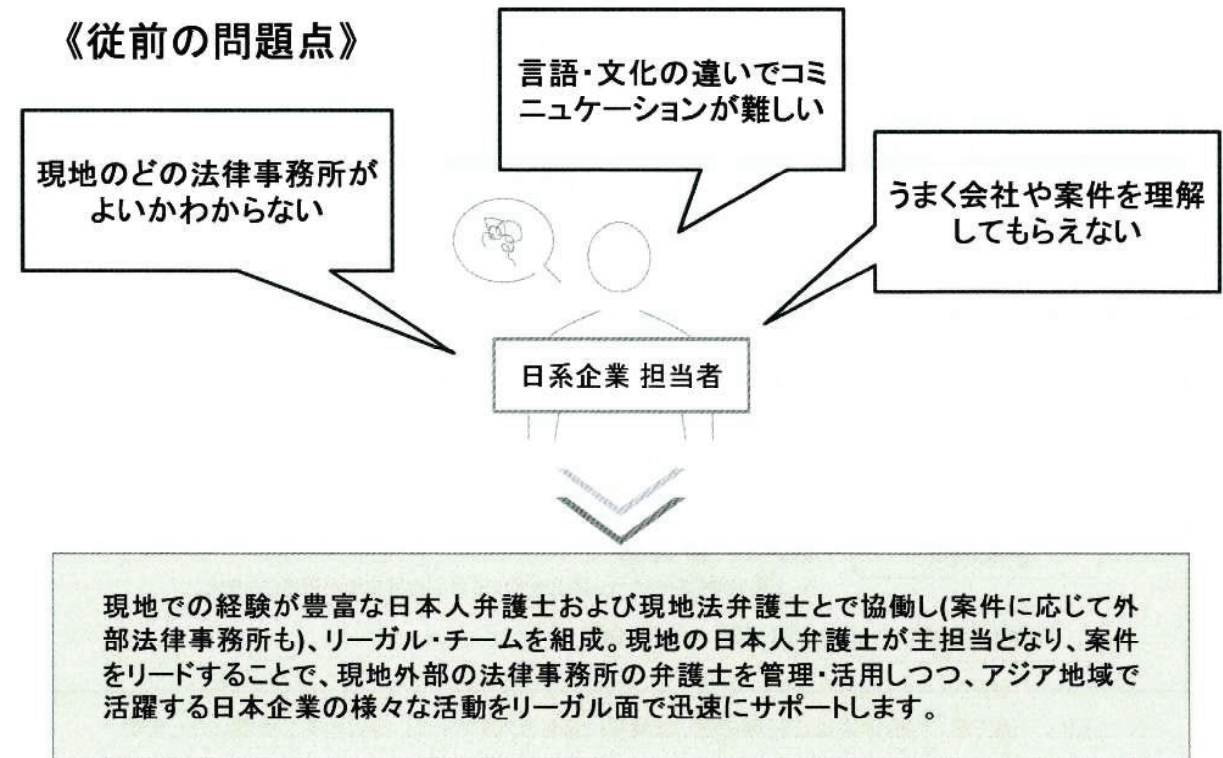 《従前の問題点》
言語・文化の違いでコミ
ニュケーションが難しい
現地のどの法律事務所が
よいかわからない
うまく会社や案件を理解
してもらえない
日系企業 担当者
現地での経験が豊富な日本人弁護士および現地法弁護士とで協働し(案件に応じて外
部法律事務所も)、リーガル・チームを組成。現地の日本人弁護士が主担当となり、案件
をリードすることで、現地外部の法律事務所の弁護士を管理・活用しつつ、アジア地域で
活躍する日本企業の様々な活動をリーガル面で迅速にサポートします。